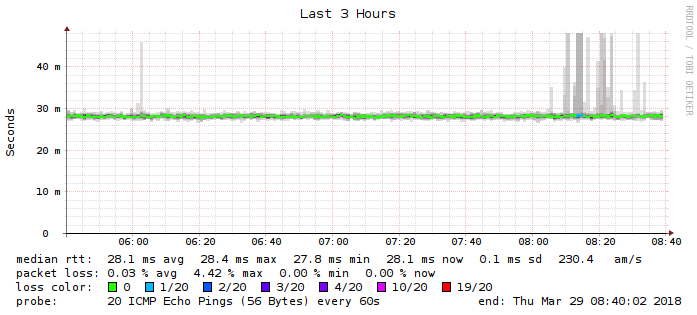 Last 3 Hours
RRDTOOL / TOBI OETIKER
Seconds
40 m
30 m
20 m
10 m
0
06:00 06:20 06:40 07:00 07:20 07:40 08:00 08:20 08:40
median rtt: 28.1 ms avg 28.4 ms max 27.8 ms min 28.1 ms now 0.1 ms sd 230.4 am/s
packet loss: 0.03 % avg 4.42 % max 0.00 % min 0.00 % now
loss color: 0 1/20 2/20 3/20 4/20 10/20 19/20
probe: 20 ICMP Echo Pings (56 Bytes) every 60s end: Thu Mar 29 08:40:02 2018